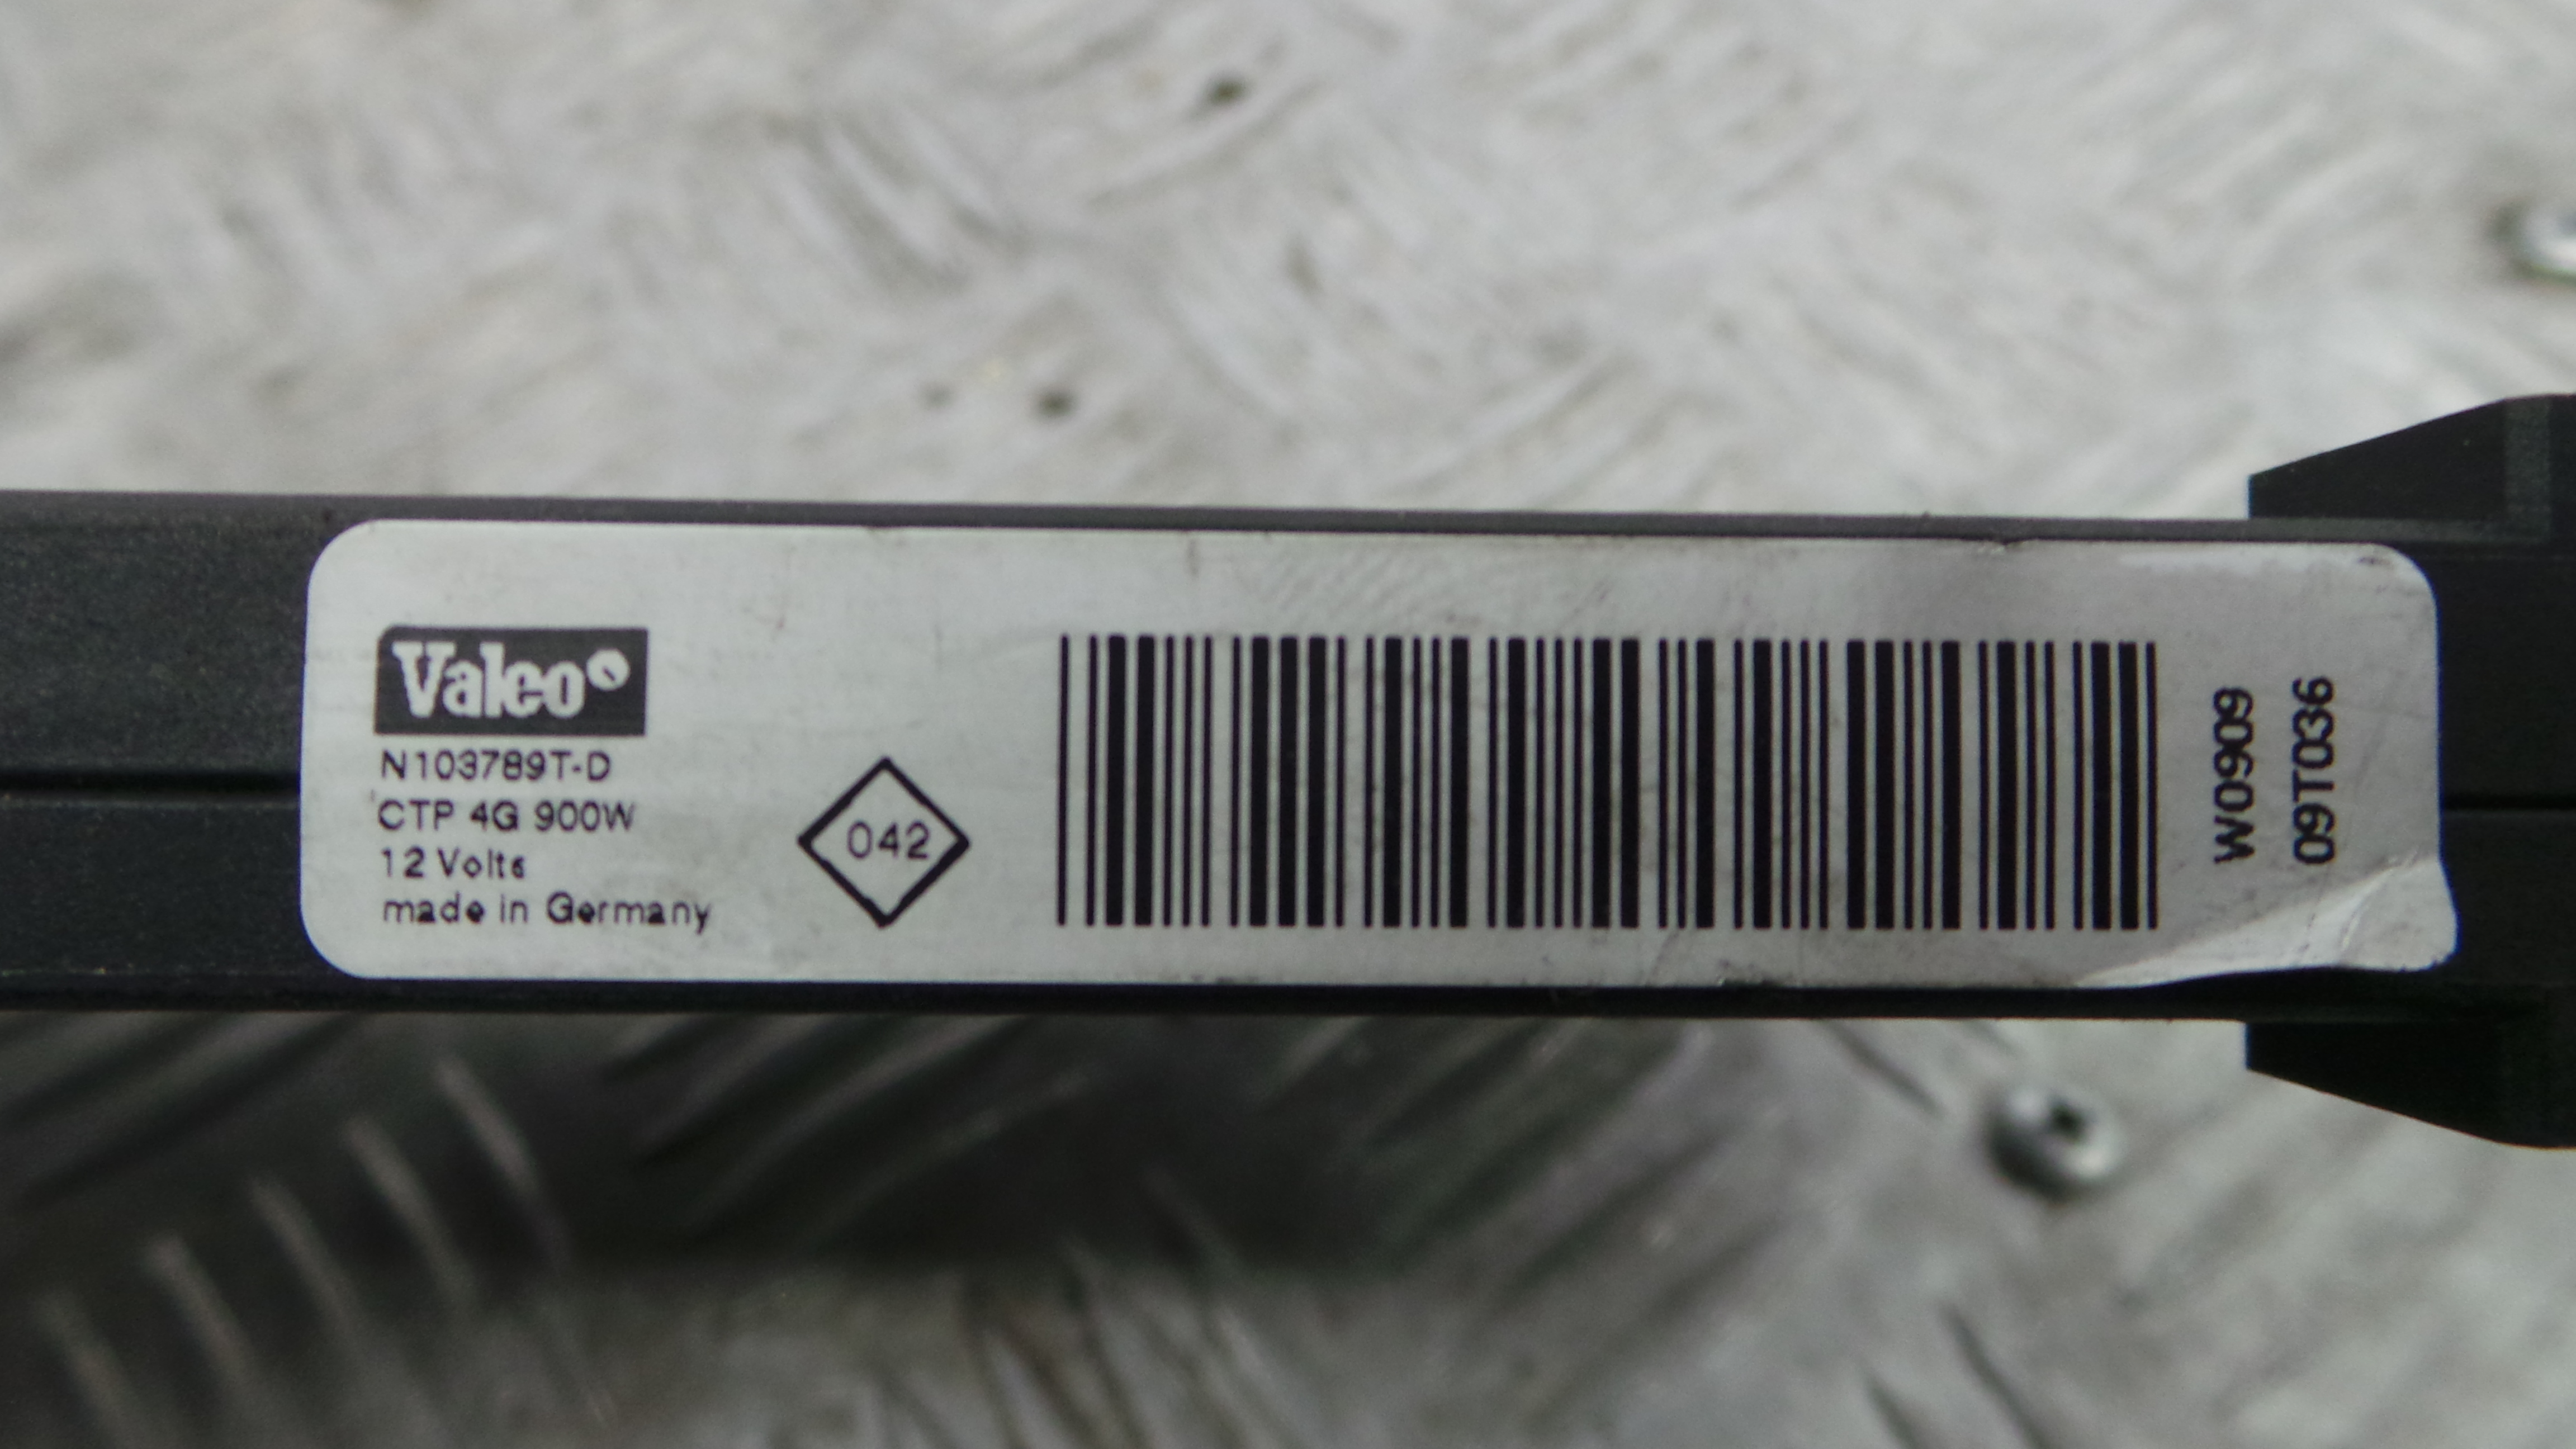 Valeo
N103789T-D
CTP 4G 900W
12 Volts
made in Germany
042
W0909
09T036